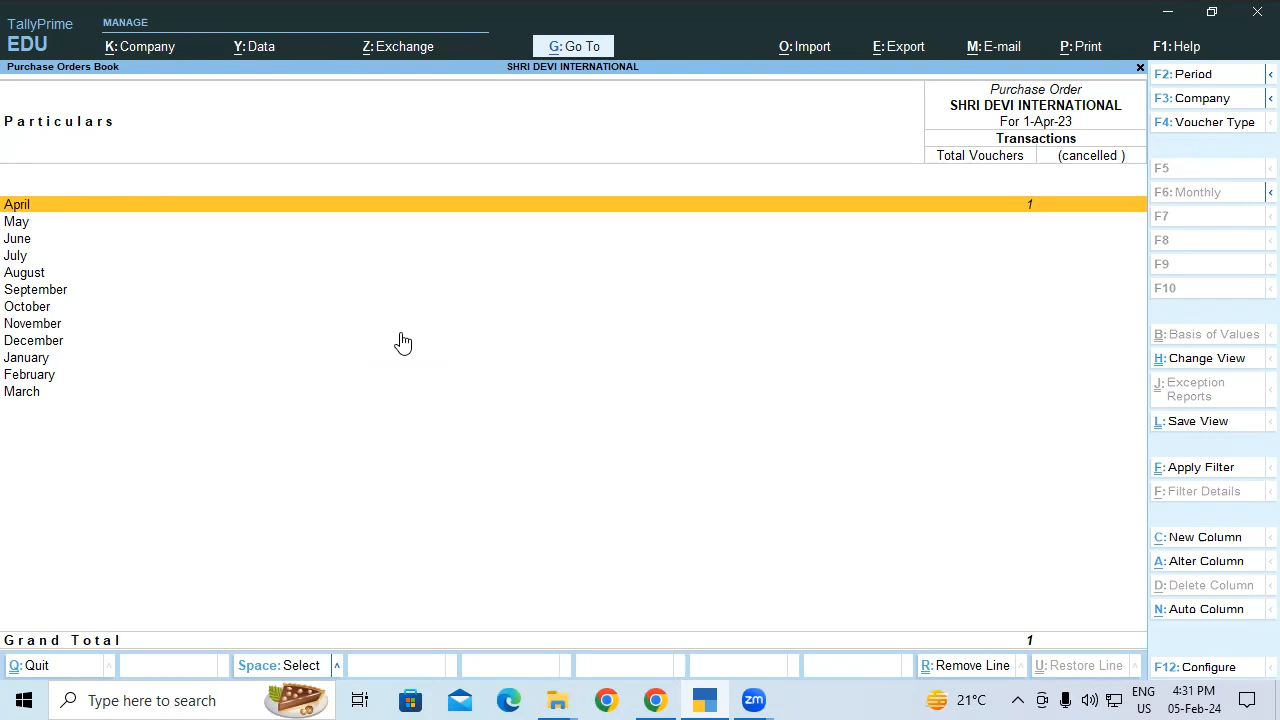 TallyPrime
EDU
MANAGE
K: Company
Y: Data
Z: Exchange
G: Go To
O: Import
E: Export
M: E-mail
P: Print
F1: Help
Purchase Orders Book
SHRI DEVI INTERNATIONAL
Particulars
Purchase Order
SHRI DEVI INTERNATIONAL
For 1-Apr-23
Transactions
Total Vouchers (cancelled )
April 1
May
June
July
August
September
October
November
December
January
February
March
Grand Total 1
F2: Period
F3: Company
F4: Voucher Type
F5
F6: Monthly
F7
F8
F9
F10
B: Basis of Values
H: Change View
J: Exception
Reports
L: Save View
F: Apply Filter
F: Filter Details
C: New Column
A: Alter Column
D: Delete Column
N: Auto Column
F12: Configure
Q: Quit
Space: Select
R: Remove Line
U: Restore Line
Type here to search
zm
21°C
ENG
US
4:31 PM
05-Feb-24